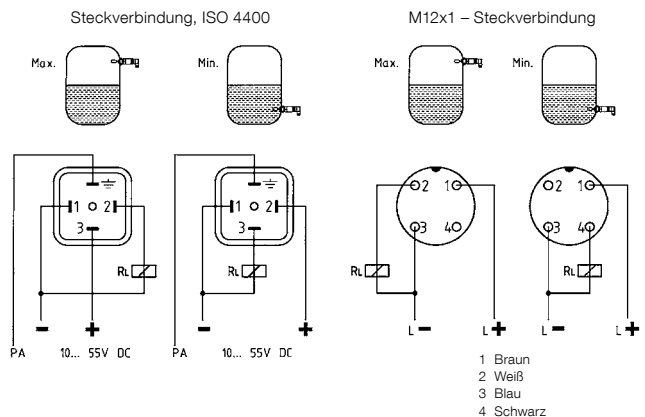 Steckverbindung, ISO 4400
M12x1 – Steckverbindung
Max.
Min.
Max.
Min.
1 2
3
RL
1 2
3
RL
2 1
3 4
RL
2 1
3 4
RL
– +
– +
L – L +
L – L +
PA 10... 55V DC
PA 10... 55V DC
1 Braun
2 Weiß
3 Blau
4 Schwarz